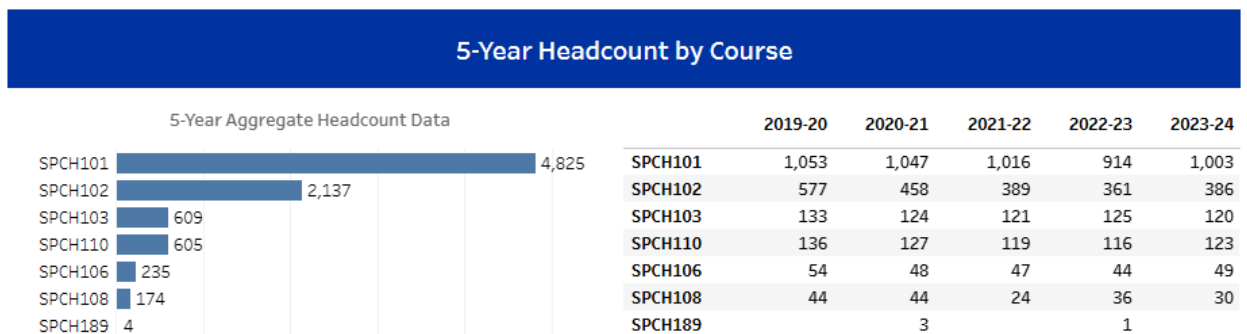 5-Year Headcount by Course
5-Year Aggregate Headcount Data
SPCH101 4,825
SPCH102 2,137
SPCH103 609
SPCH110 605
SPCH106 235
SPCH108 174
SPCH189 4
2019-20 2020-21 2021-22 2022-23 2023-24
SPCH101 1,053 1,047 1,016 914 1,003
SPCH102 577 458 389 361 386
SPCH103 133 124 121 125 120
SPCH110 136 127 119 116 123
SPCH106 54 48 47 44 49
SPCH108 44 44 24 36 30
SPCH189 3 1